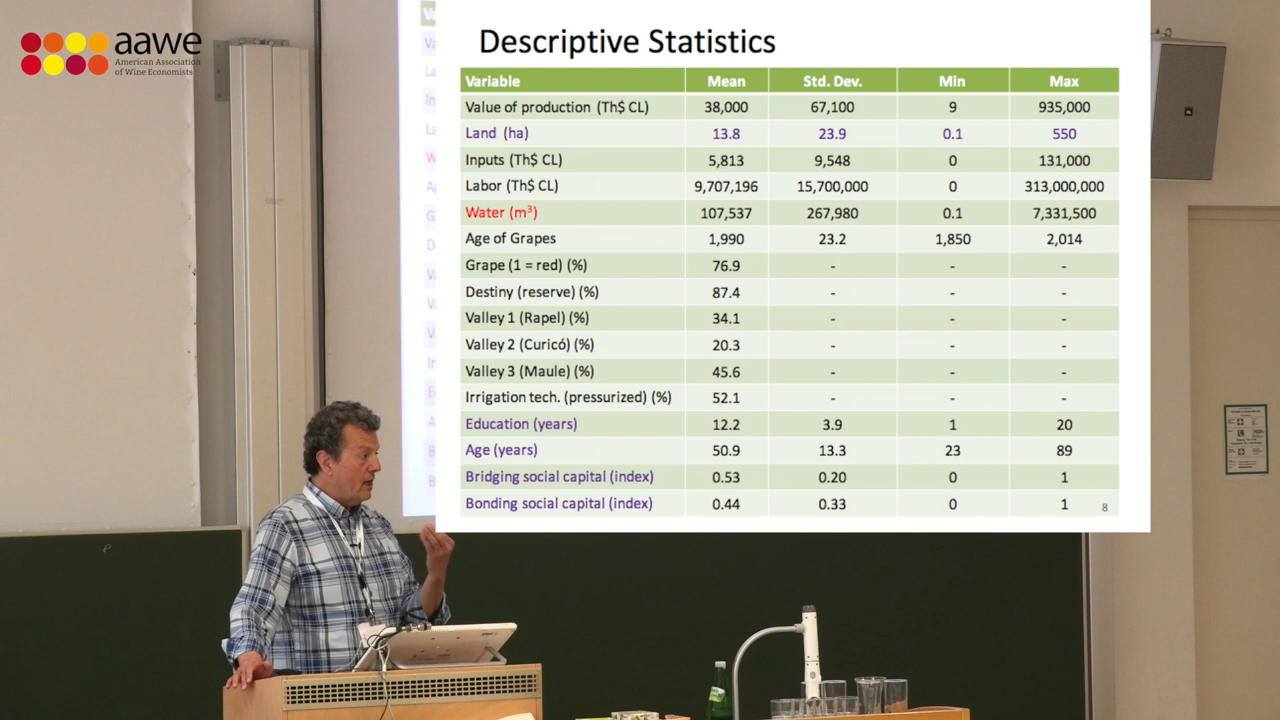 aawe
American Association
of Wine Economists
Descriptive Statistics
Variable Mean Std. Dev. Min Max
Value of production (Th$ CL) 38,000 67,100 9 935,000
Land (ha) 13.8 23.9 0.1 550
Inputs (Th$ CL) 5,813 9,548 0 131,000
Labor (Th$ CL) 9,707,196 15,700,000 0 313,000,000
Water (m³) 107,537 267,980 0.1 7,331,500
Age of Grapes 1,990 23.2 1,850 2,014
Grape (1 = red) (%) 76.9 - - -
Destiny (reserve) (%) 87.4 - - -
Valley 1 (Rapel) (%) 34.1 - - -
Valley 2 (Curicó) (%) 20.3 - - -
Valley 3 (Maule) (%) 45.6 - - -
Irrigation tech. (pressurized) (%) 52.1 - - -
Education (years) 12.2 3.9 1 20
Age (years) 50.9 13.3 23 89
Bridging social capital (index) 0.53 0.20 0 1
Bonding social capital (index) 0.44 0.33 0 1
8